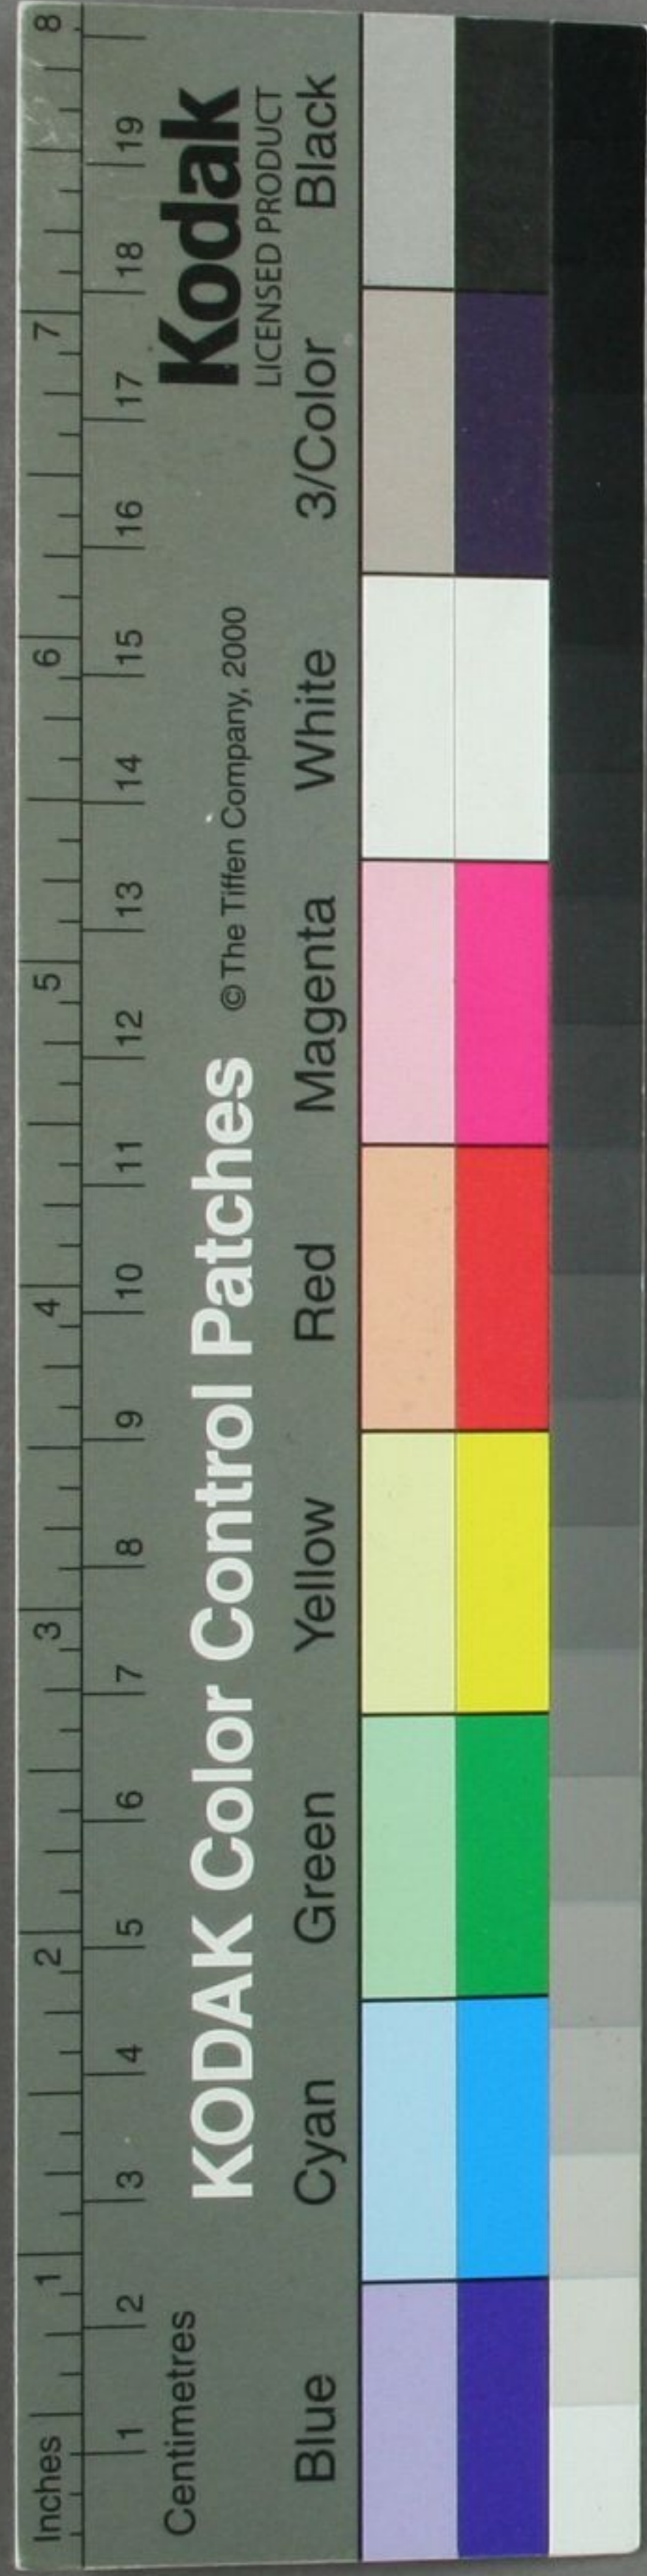 Inches 1 2 3 4 5 6 7 8
1 2 3 4 5 6 7 8 9 10 11 12 13 14 15 16 17 18 19
Centimetres
KODAK Color Control Patches © The Tiffen Company, 2000 Kodak
LICENSED PRODUCT
Blue Cyan Green Yellow Red Magenta White 3/Color Black